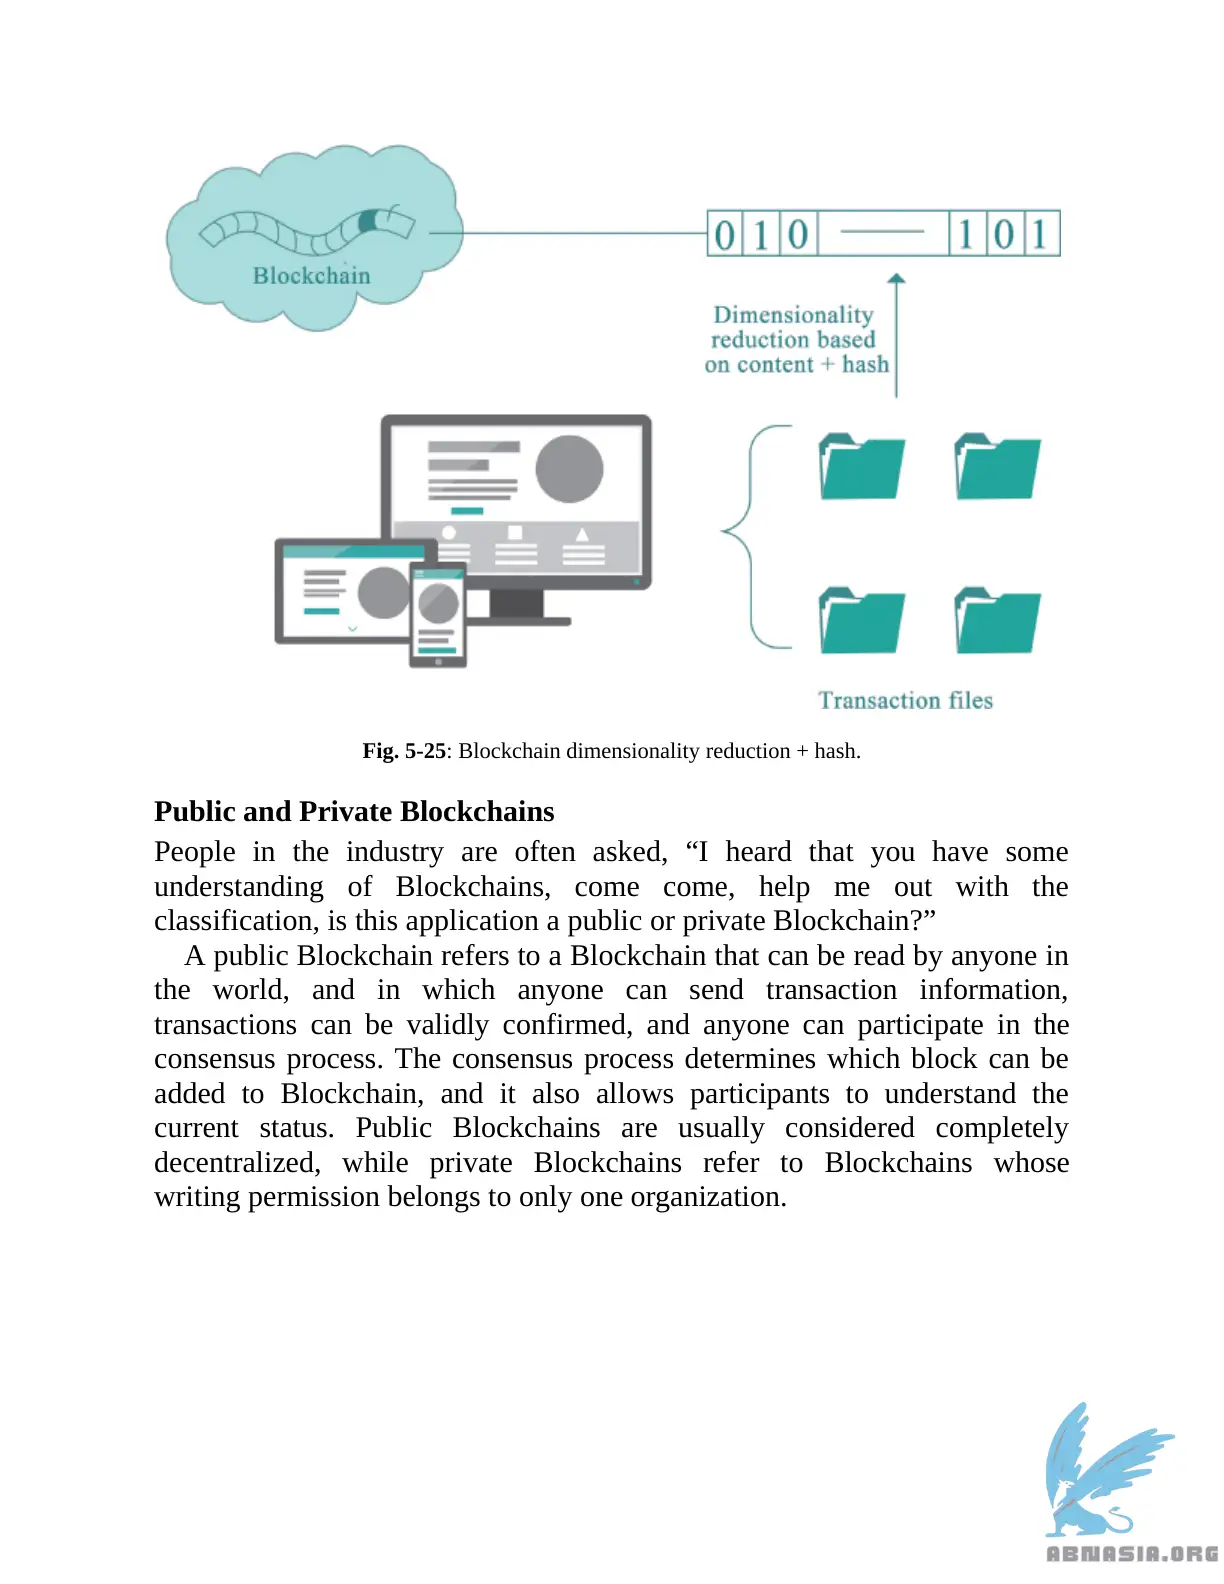 Blockchain
0 1 0 1 0 1
Dimensionality
reduction based
on content + hash
Transaction files
Fig. 5-25: Blockchain dimensionality reduction + hash.
Public and Private Blockchains
People in the industry are often asked, “I heard that you have some
understanding of Blockchains, come come, help me out with the
classification, is this application a public or private Blockchain?”
A public Blockchain refers to a Blockchain that can be read by anyone in
the world, and in which anyone can send transaction information,
transactions can be validly confirmed, and anyone can participate in the
consensus process. The consensus process determines which block can be
added to Blockchain, and it also allows participants to understand the
current status. Public Blockchains are usually considered completely
decentralized, while private Blockchains refer to Blockchains whose
writing permission belongs to only one organization.
ABNASIA.ORG